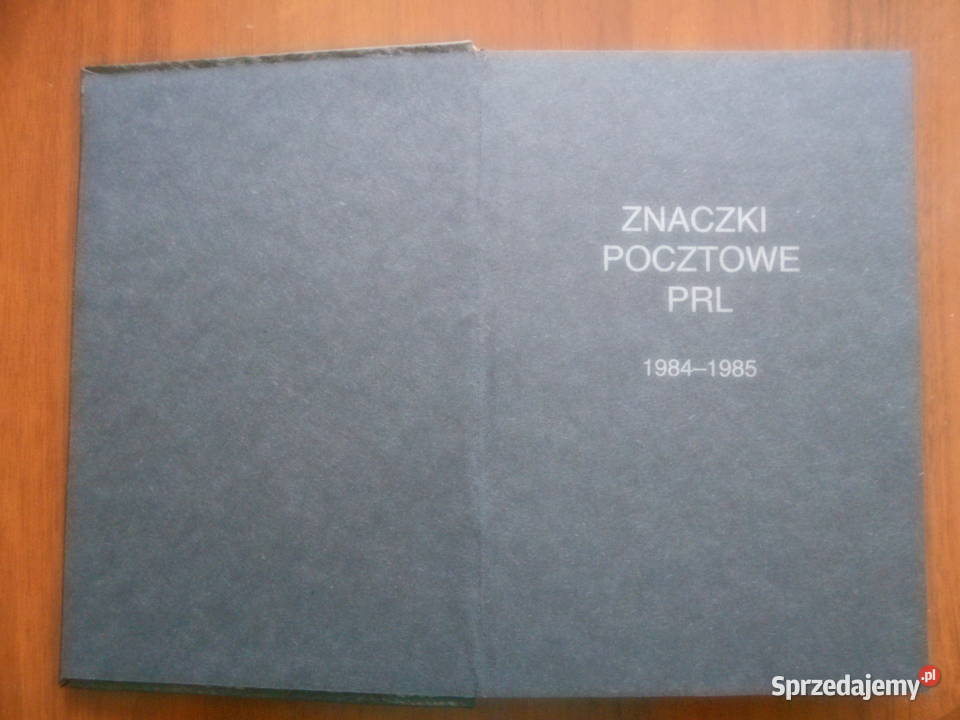 ZNACZKI
POCZTOWE
PRL
1984–1985
Sprzedajemy.pl